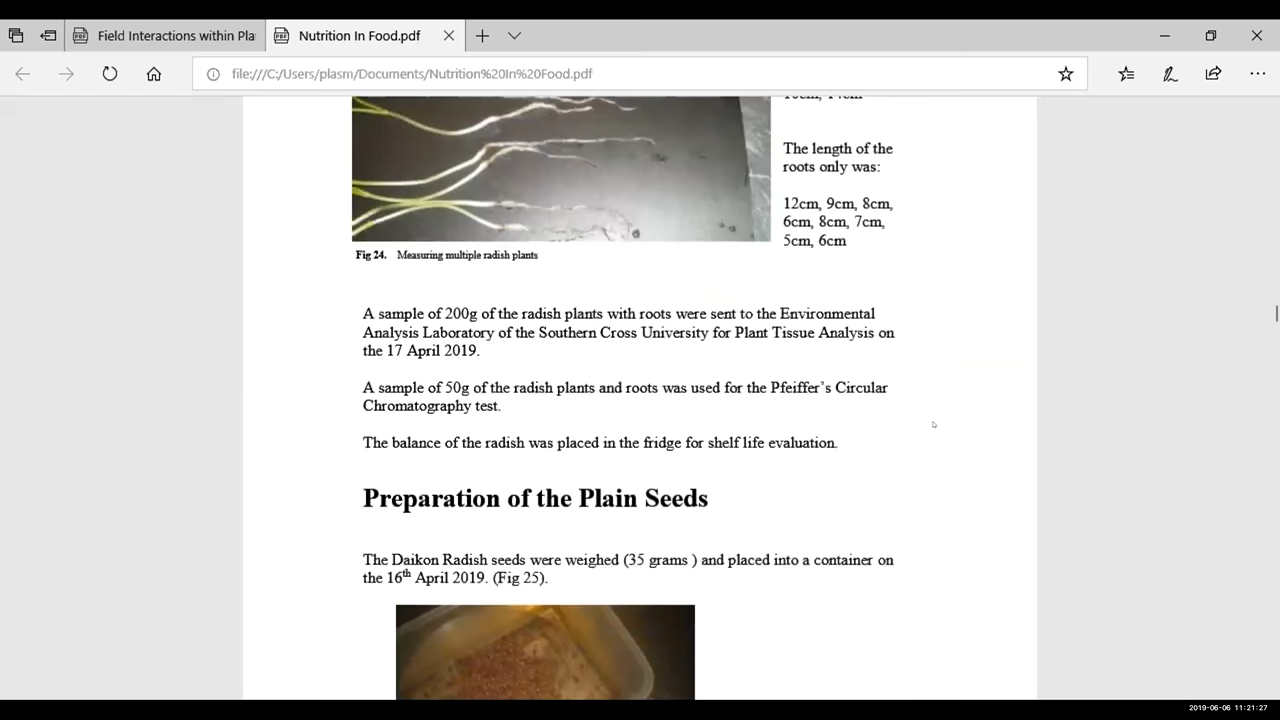 Field Interactions within Pla
Nutrition In Food.pdf
file:///C:/Users/plasm/Documents/Nutrition%20In%20Food.pdf
The length of the
roots only was:
12cm, 9cm, 8cm,
6cm, 8cm, 7cm,
5cm, 6cm
Fig 24. Measuring multiple radish plants
A sample of 200g of the radish plants with roots were sent to the Environmental
Analysis Laboratory of the Southern Cross University for Plant Tissue Analysis on
the 17 April 2019.
A sample of 50g of the radish plants and roots was used for the Pfeiffer's Circular
Chromatography test.
The balance of the radish was placed in the fridge for shelf life evaluation.
Preparation of the Plain Seeds
The Daikon Radish seeds were weighed (35 grams ) and placed into a container on
the 16th April 2019. (Fig 25).
2019-06-06 11:21:27